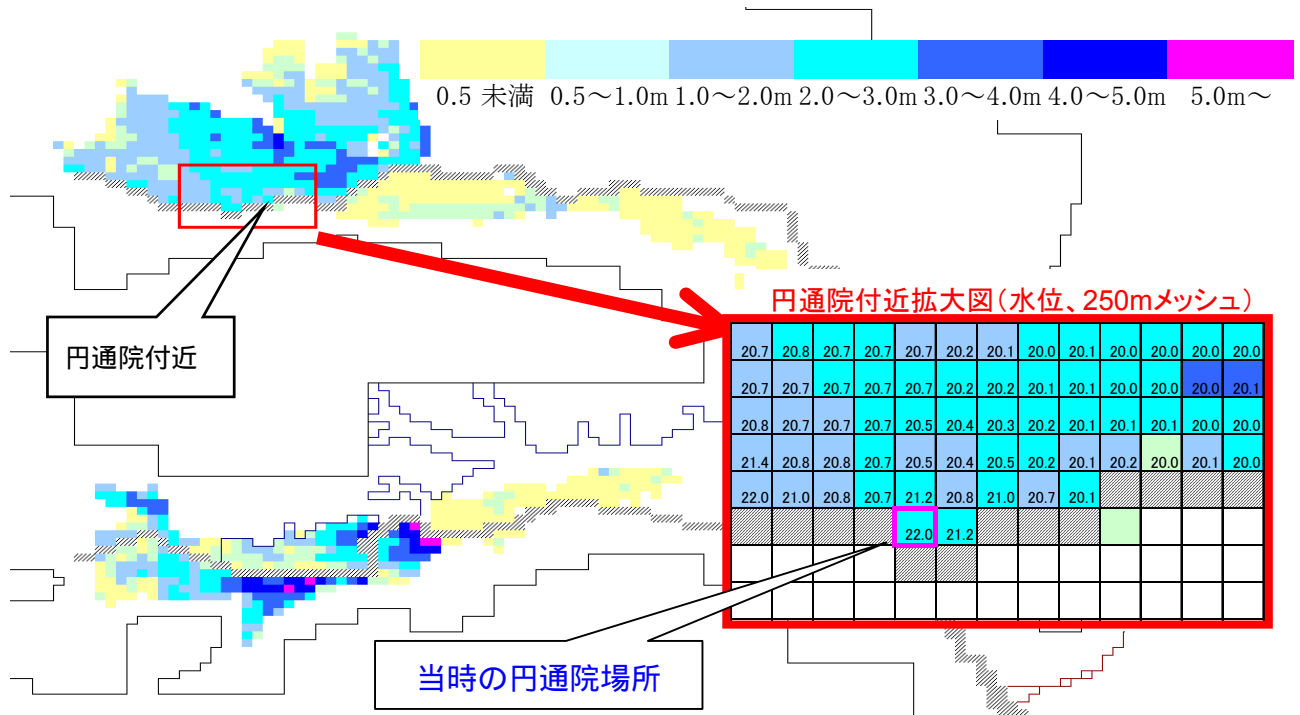 0.5 未満 0.5～1.0m 1.0～2.0m 2.0～3.0m 3.0～4.0m 4.0～5.0m 5.0m～
円通院付近
円通院付近拡大図（水位、250mメッシュ）
20.7 20.8 20.7 20.7 20.7 20.2 20.1 20.0 20.1 20.0 20.0 20.0 20.0
20.7 20.7 20.7 20.7 20.7 20.2 20.2 20.1 20.1 20.0 20.0 20.0 20.1
20.8 20.7 20.7 20.7 20.5 20.4 20.3 20.2 20.1 20.1 20.1 20.0 20.0
21.4 20.8 20.8 20.7 20.5 20.4 20.5 20.2 20.1 20.2 20.0 20.1 20.0
22.0 21.0 20.8 20.7 21.2 20.8 21.0 20.7 20.1
22.0 21.2
当時の円通院場所